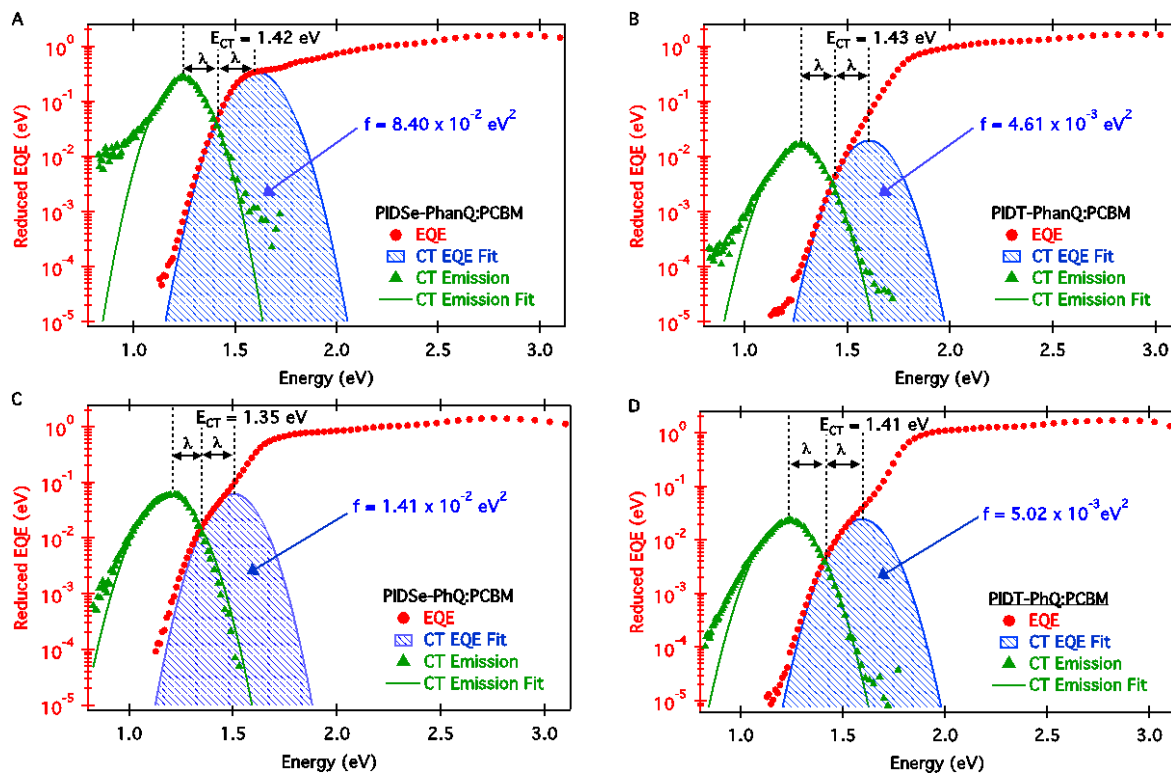 A
E_CT = 1.42 eV
λ λ
f = 8.40 x 10^-2 eV^2
PIDSe-PhanQ:PCBM
EQE
CT EQE Fit
CT Emission
CT Emission Fit
Reduced EQE (eV)
10^0
10^-1
10^-2
10^-3
10^-4
10^-5
1.0 1.5 2.0 2.5 3.0
Energy (eV)
B
E_CT = 1.43 eV
λ λ
f = 4.61 x 10^-3 eV^2
PIDT-PhanQ:PCBM
EQE
CT EQE Fit
CT Emission
CT Emission Fit
Reduced EQE (eV)
10^0
10^-1
10^-2
10^-3
10^-4
10^-5
1.0 1.5 2.0 2.5 3.0
Energy (eV)
C
E_CT = 1.35 eV
λ λ
f = 1.41 x 10^-2 eV^2
PIDSe-PhQ:PCBM
EQE
CT EQE Fit
CT Emission
CT Emission Fit
Reduced EQE (eV)
10^0
10^-1
10^-2
10^-3
10^-4
10^-5
1.0 1.5 2.0 2.5 3.0
Energy (eV)
D
E_CT = 1.41 eV
λ λ
f = 5.02 x 10^-3 eV^2
PIDT-PhQ:PCBM
EQE
CT EQE Fit
CT Emission
CT Emission Fit
Reduced EQE (eV)
10^0
10^-1
10^-2
10^-3
10^-4
10^-5
1.0 1.5 2.0 2.5 3.0
Energy (eV)